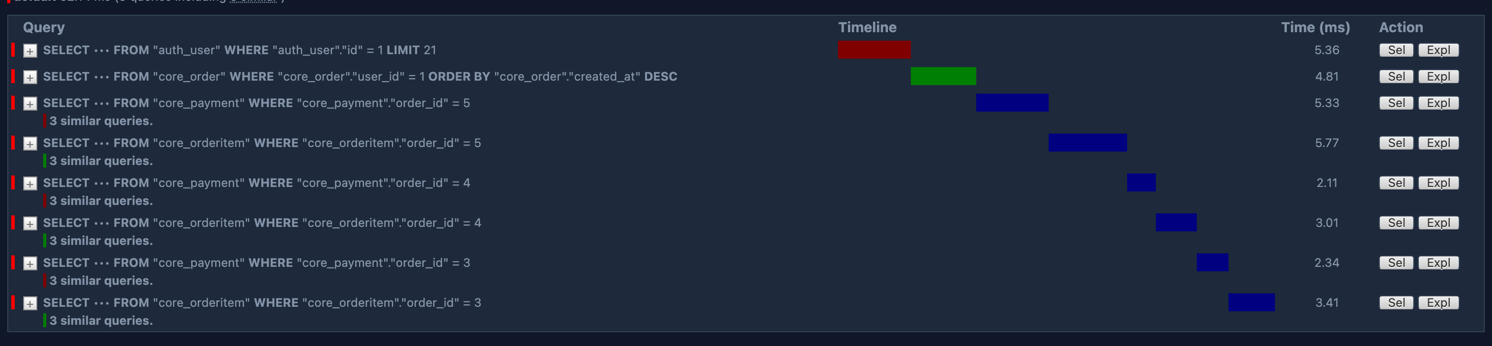 Query Timeline Time (ms) Action
+ SELECT ••• FROM "auth_user" WHERE "auth_user"."id" = 1 LIMIT 21 5.36 Sel Expl
+ SELECT ••• FROM "core_order" WHERE "core_order"."user_id" = 1 ORDER BY "core_order"."created_at" DESC 4.81 Sel Expl
+ SELECT ••• FROM "core_payment" WHERE "core_payment"."order_id" = 5 5.33 Sel Expl
3 similar queries.
+ SELECT ••• FROM "core_orderitem" WHERE "core_orderitem"."order_id" = 5 5.77 Sel Expl
3 similar queries.
+ SELECT ••• FROM "core_payment" WHERE "core_payment"."order_id" = 4 2.11 Sel Expl
3 similar queries.
+ SELECT ••• FROM "core_orderitem" WHERE "core_orderitem"."order_id" = 4 3.01 Sel Expl
3 similar queries.
+ SELECT ••• FROM "core_payment" WHERE "core_payment"."order_id" = 3 2.34 Sel Expl
3 similar queries.
+ SELECT ••• FROM "core_orderitem" WHERE "core_orderitem"."order_id" = 3 3.41 Sel Expl
3 similar queries.